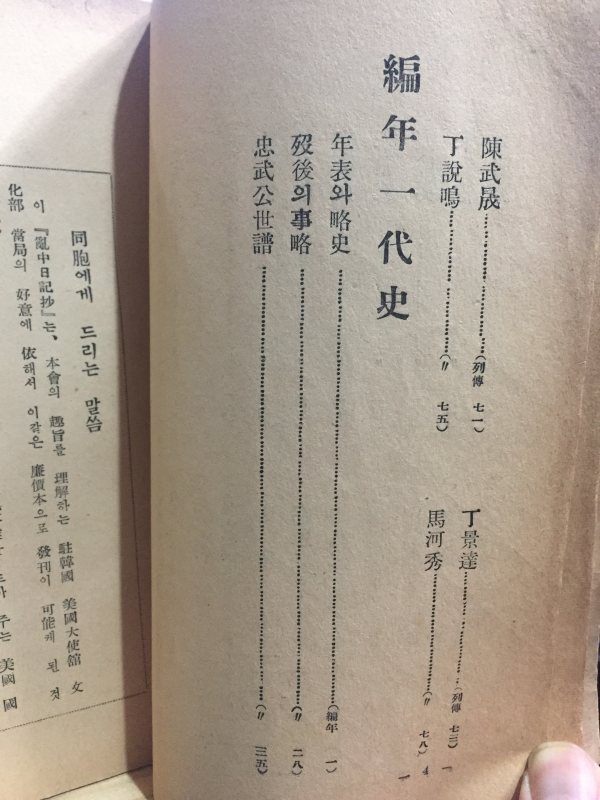 陳武晟………………(列傳 七一)
丁景達………………(列傳 七三)
丁說鳴………………(〃 七五)
馬河秀………………(〃 七八)
編年一代史
年表와略史………………(編年 一)
歿後의事略………………(〃 二八)
忠武公世譜………………(〃 三五)
同胞에게 드리는 말씀
이 『亂中日記抄』는, 本會의 趣旨를 理解하는 駐韓國 美國大使館 文
化部 當局의 好意에 依해서 이같은 廉價本으로 發刊이 可能케 된 것
주는 美國 國